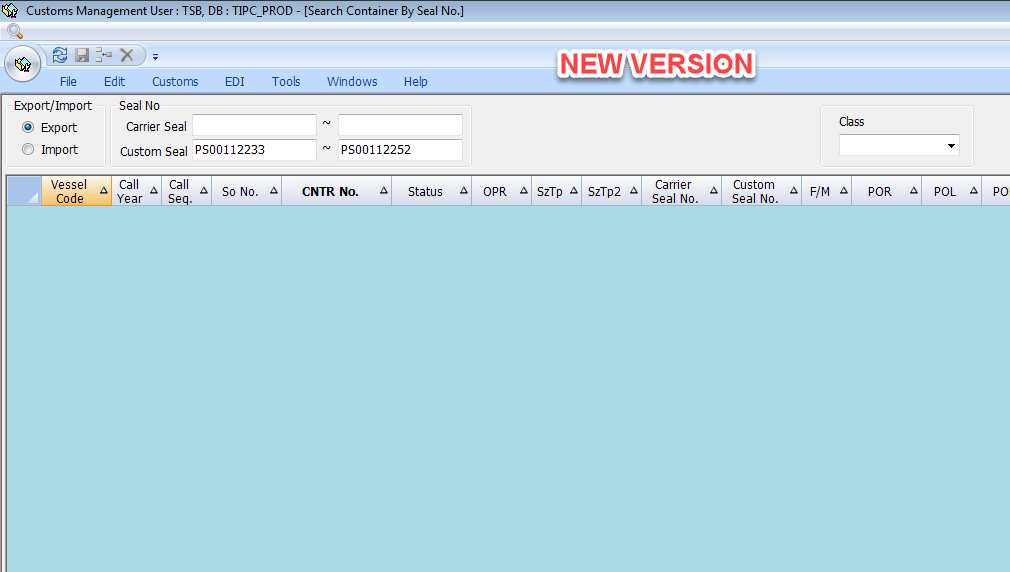 Customs Management User : TSB, DB : TIPC_PROD - [Search Container By Seal No.]
NEW VERSION
File Edit Customs EDI Tools Windows Help
Export/Import Seal No
Export Carrier Seal ~ Class
Import Custom Seal PS00112233 ~ PS00112252
Vessel Code Call Year Call Seq. So No. CNTR No. Status OPR SzTp SzTp2 Carrier Seal No. Custom Seal No. F/M POR POL